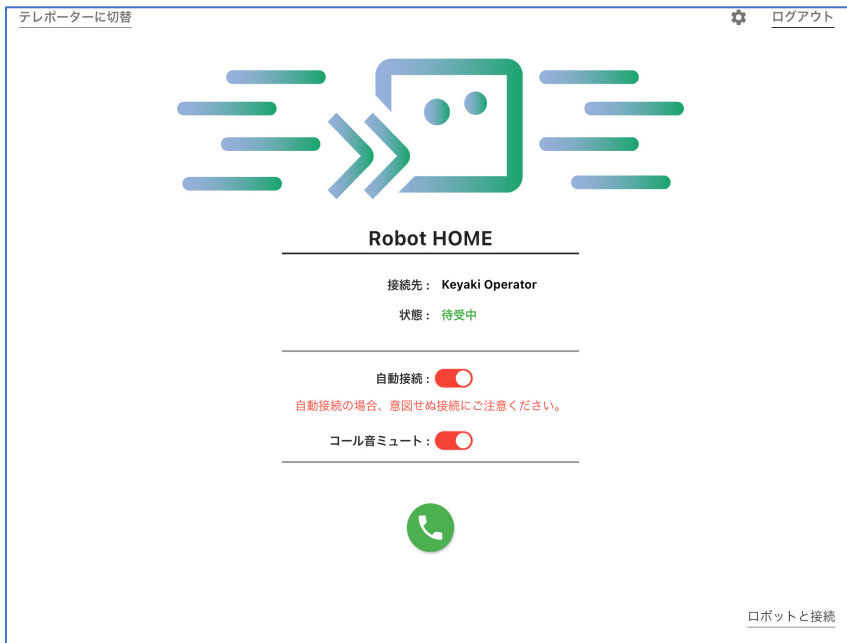 テレポーターに切替
ログアウト
Robot HOME
接続先： Keyaki Operator
状態： 待受中
自動接続：
自動接続の場合、意図せぬ接続にご注意ください。
コール音ミュート：
ロボットと接続